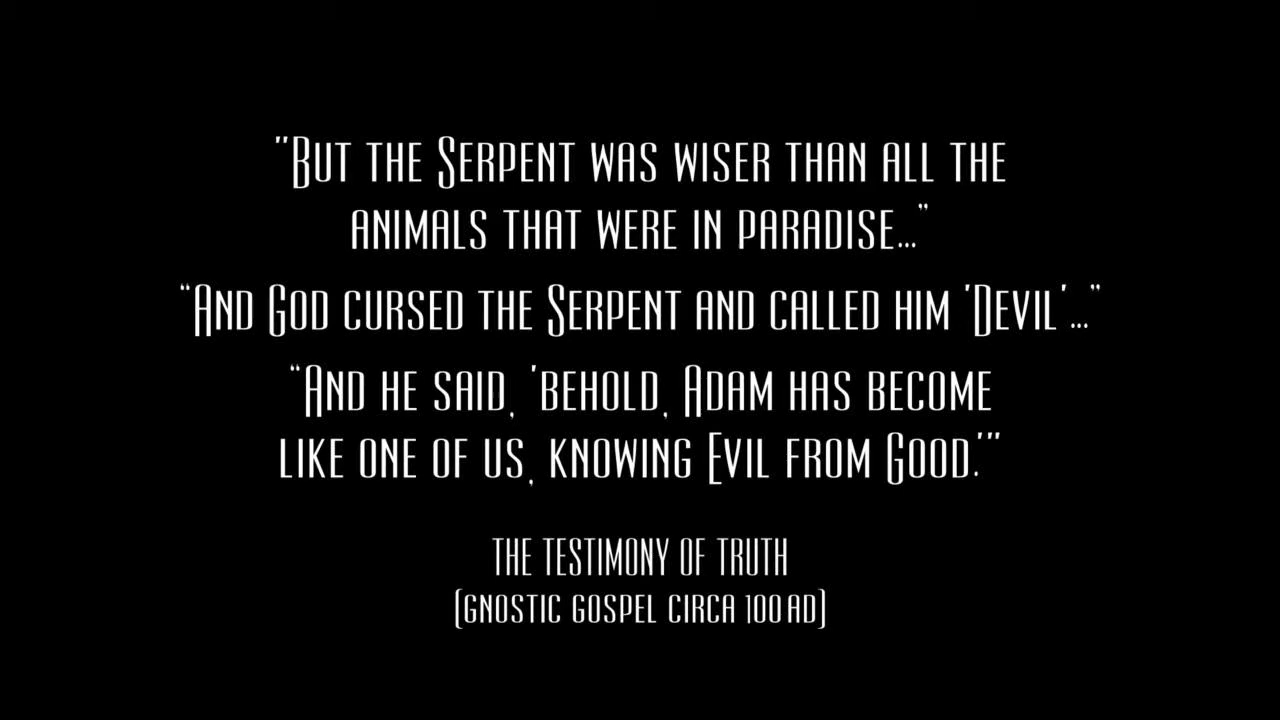 "But the Serpent was wiser than all the
animals that were in paradise..."
"And God cursed the Serpent and called him 'Devil'..."
"And he said, 'behold, Adam has become
like one of us, knowing Evil from Good.'"
THE TESTIMONY OF TRUTH
(GNOSTIC GOSPEL CIRCA 100 AD)